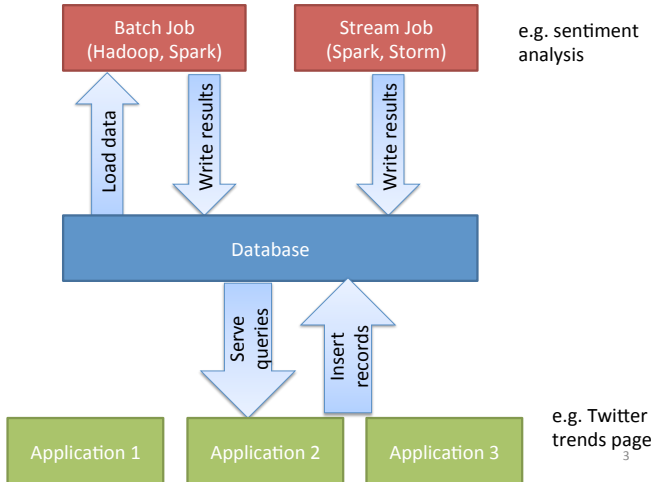 Batch Job
(Hadoop, Spark)
Stream Job
(Spark, Storm)
e.g. sentiment
analysis
Load data
Write results
Write results
Database
Serve
queries
Insert
records
Application 1
Application 2
Application 3
e.g. Twitter
trends page
3